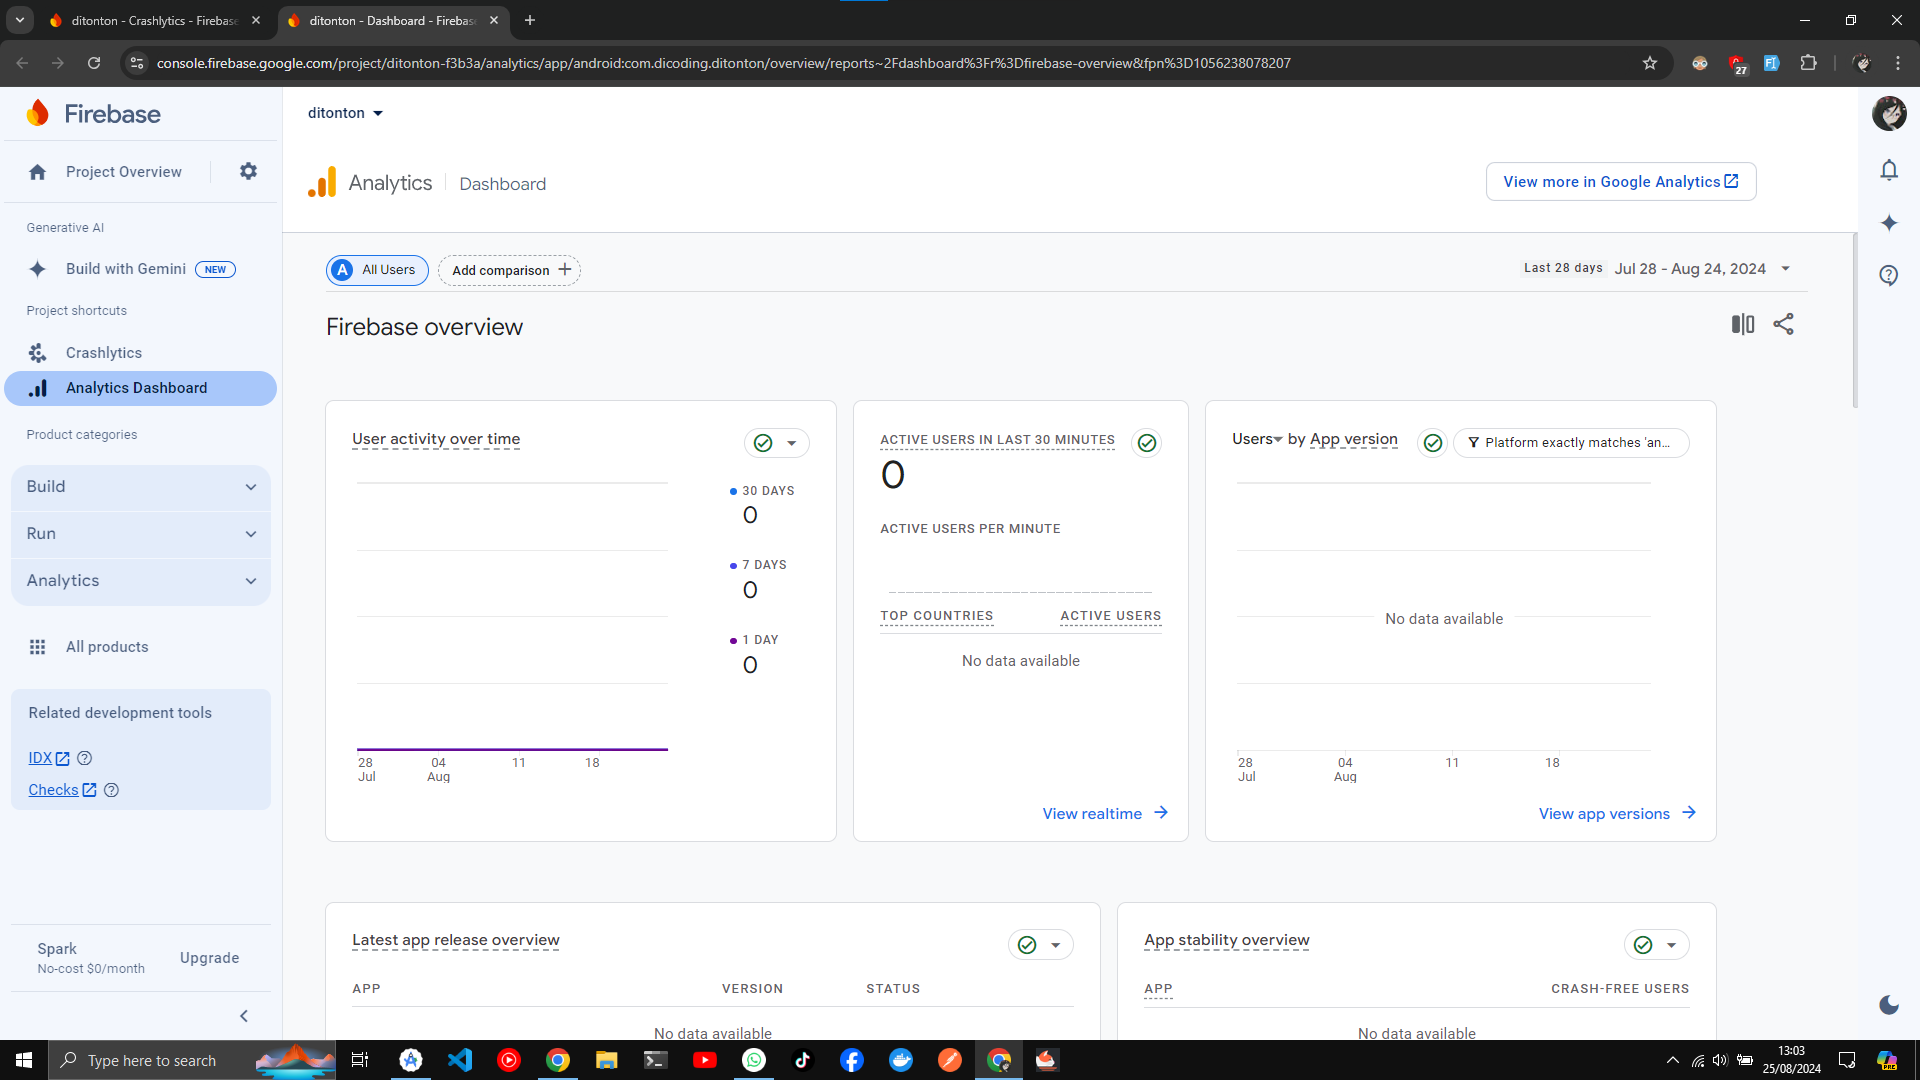 ditonton - Crashlytics - Firebase
ditonton - Dashboard - Firebase
console.firebase.google.com/project/ditonton-f3b3a/analytics/app/android:com.dicoding.ditonton/overview/reports~2Fdashboard%3Fr%3Dfirebase-overview&fpn%3D1056238078207
27
Firebase
ditonton
Project Overview
Analytics
Dashboard
View more in Google Analytics
Generative AI
Build with Gemini
NEW
Project shortcuts
Crashlytics
Analytics Dashboard
Product categories
Build
Run
Analytics
All products
Related development tools
IDX
Checks
Spark
No-cost $0/month
Upgrade
A
All Users
Add comparison
Last 28 days
Jul 28 - Aug 24, 2024
Firebase overview
User activity over time
30 DAYS
0
7 DAYS
0
1 DAY
0
28
Jul
04
Aug
11
18
ACTIVE USERS IN LAST 30 MINUTES
0
ACTIVE USERS PER MINUTE
TOP COUNTRIES
ACTIVE USERS
No data available
View realtime
Users by App version
Platform exactly matches 'an...
No data available
28
Jul
04
Aug
11
18
View app versions
Latest app release overview
APP
VERSION
STATUS
No data available
App stability overview
APP
CRASH-FREE USERS
No data available
Type here to search
13:03
25/08/2024
PRE